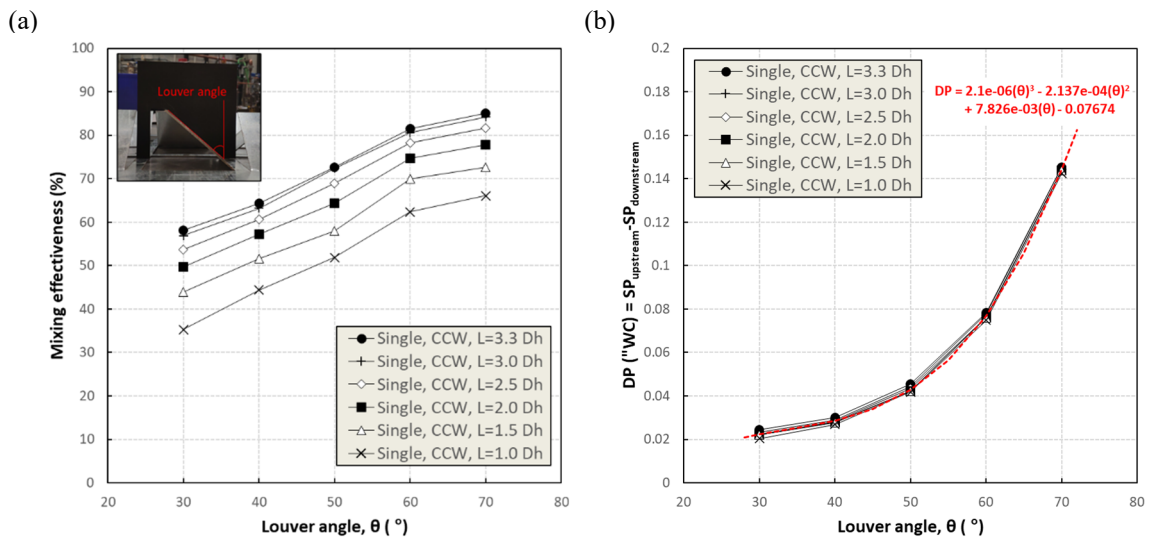 (a)
(b)
100
90
80
70
60
50
40
30
20
10
0
Mixing effectiveness (%)
Louver angle
Single, CCW, L=3.3 Dh
Single, CCW, L=3.0 Dh
Single, CCW, L=2.5 Dh
Single, CCW, L=2.0 Dh
Single, CCW, L=1.5 Dh
Single, CCW, L=1.0 Dh
20 30 40 50 60 70 80
Louver angle, θ ( °)
0.2
0.18
0.16
0.14
0.12
0.1
0.08
0.06
0.04
0.02
0
DP ("WC) = SPupstream-SPdownstream
Single, CCW, L=3.3 Dh
Single, CCW, L=3.0 Dh
Single, CCW, L=2.5 Dh
Single, CCW, L=2.0 Dh
Single, CCW, L=1.5 Dh
Single, CCW, L=1.0 Dh
DP = 2.1e-06(θ)³ - 2.137e-04(θ)²
+ 7.826e-03(θ) - 0.07674
20 30 40 50 60 70 80
Louver angle, θ ( °)